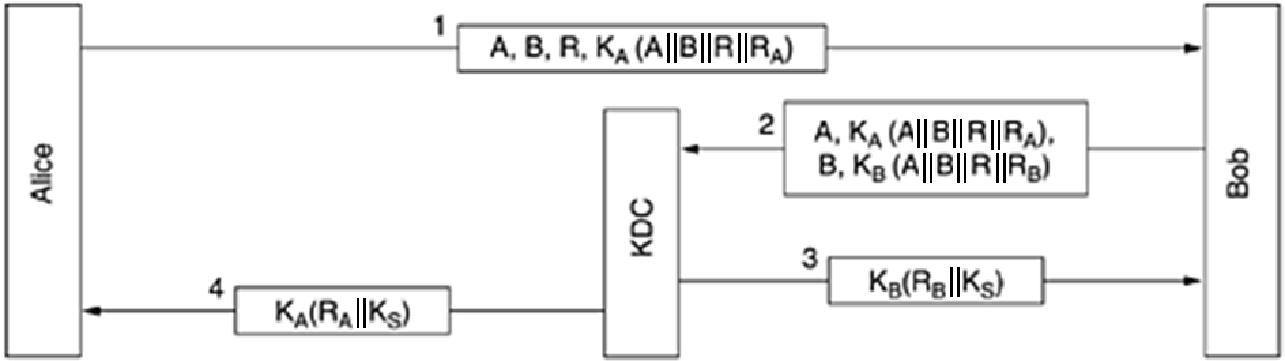 1
A, B, R, K_A (A||B||R||R_A)
2
A, K_A (A||B||R||R_A),
B, K_B (A||B||R||R_B)
Alice
KDC
Bob
3
K_B(R_B||K_S)
4
K_A(R_A||K_S)